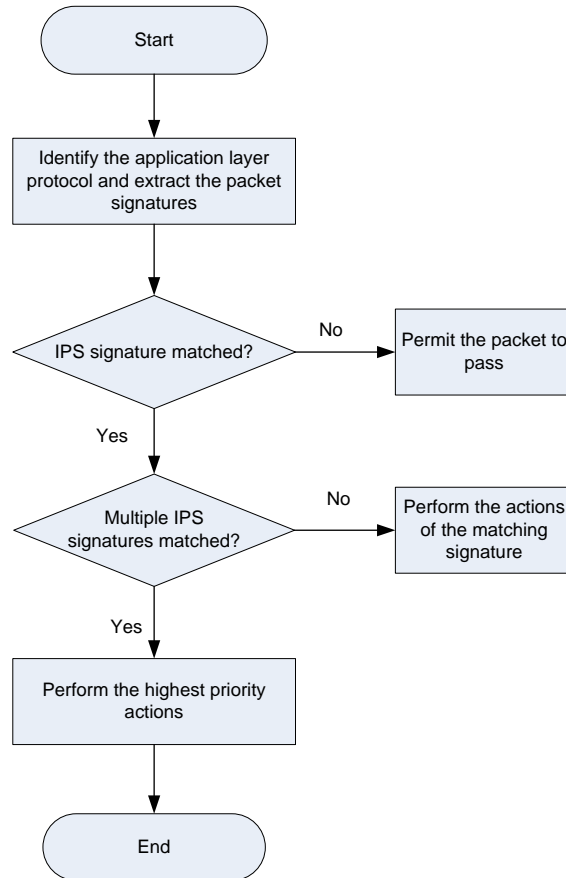 Start
Identify the application layer
protocol and extract the packet
signatures
IPS signature matched?
No
Permit the packet to
pass
Yes
Multiple IPS
signatures matched?
No
Perform the actions
of the matching
signature
Yes
Perform the highest priority
actions
End